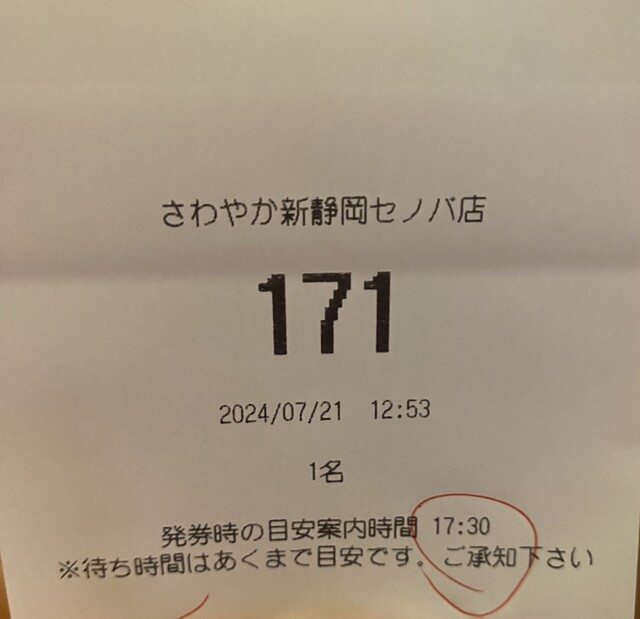 さわやか新静岡セノバ店
171
2024/07/21 12:53
1名
発券時の目安案内時間 17:30
※待ち時間はあくまで目安です。ご承知下さい